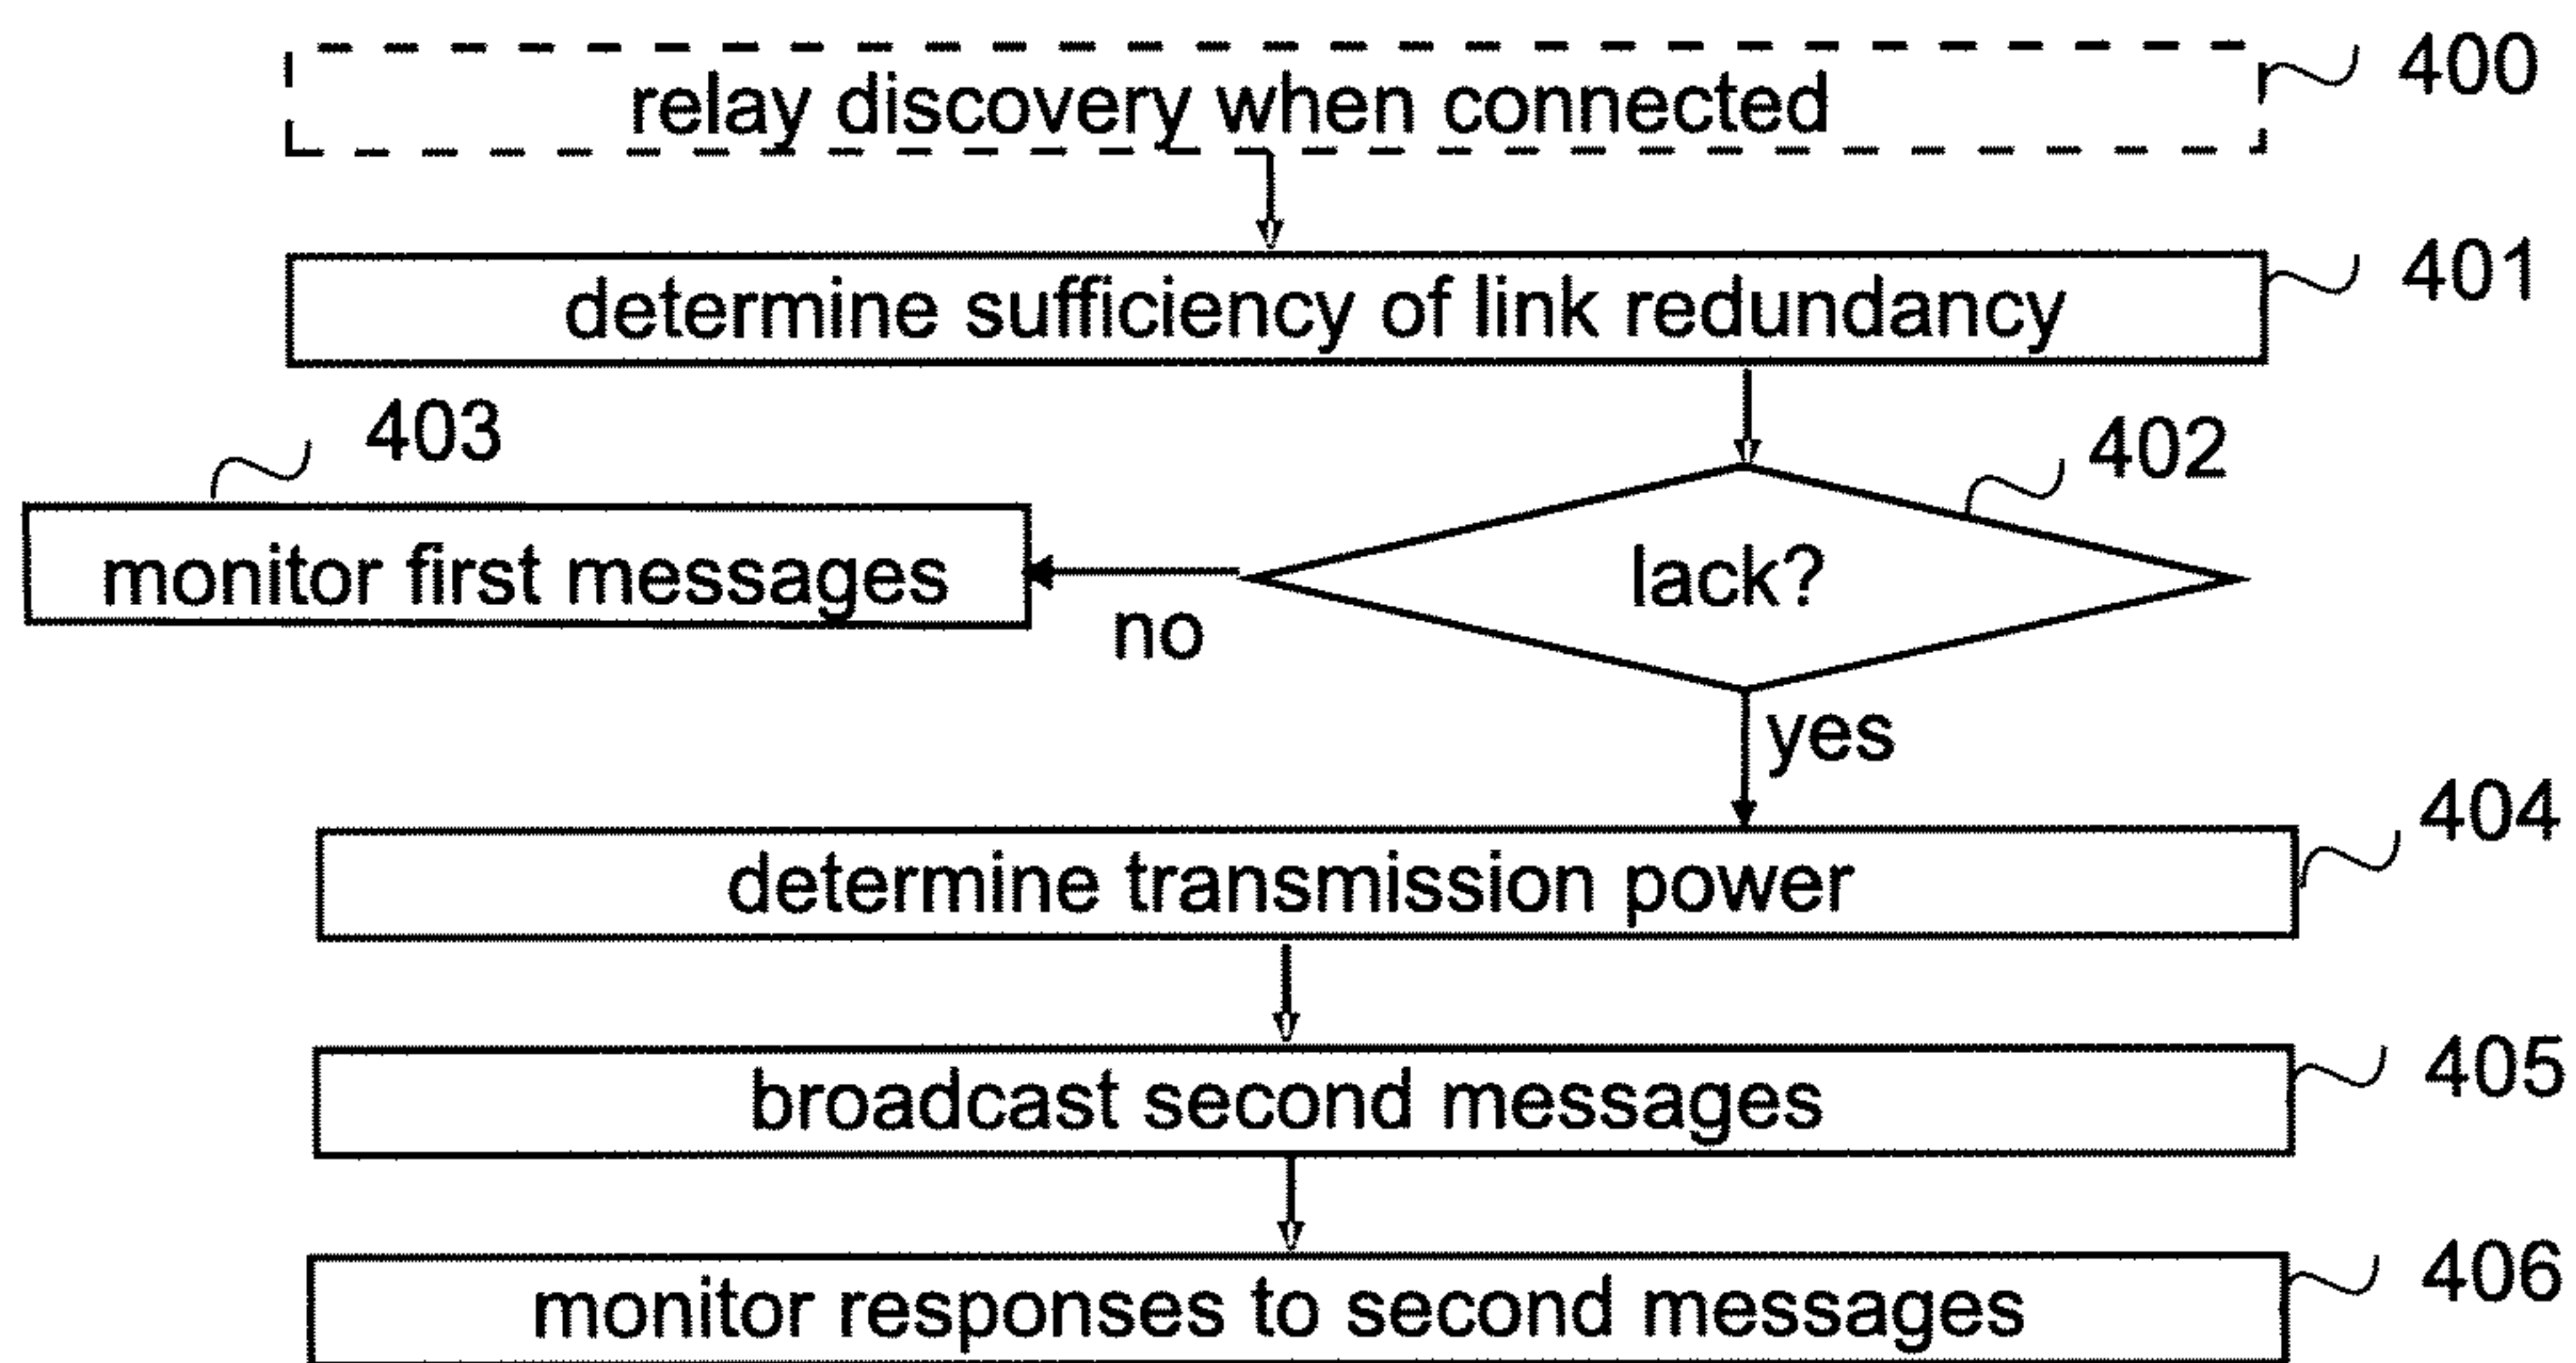 relay discovery when connected
400
determine sufficiency of link redundancy
401
403
402
monitor first messages
lack?
no
yes
404
determine transmission power
405
broadcast second messages
406
monitor responses to second messages